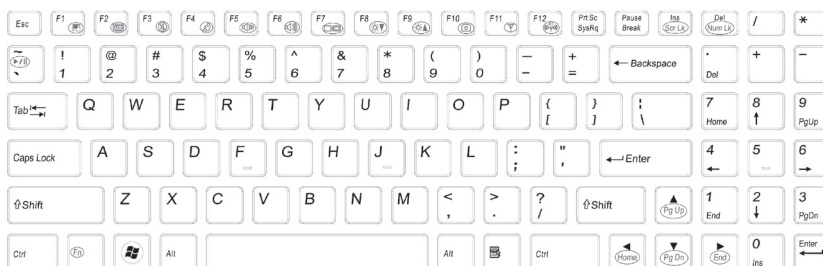 Esc F1 F2 F3 F4 F5 F6 F7 F8 F9 F10 F11 F12 Prt Sc SysRq Pause Break Ins Scr Lk Del Num Lk / *
~ ` ! 1 @ 2 # 3 $ 4 % 5 ^ 6 & 7 * 8 ( 9 ) 0 — - + = ← Backspace . Del + –
Tab Q W E R T Y U I O P { [ } ] ¦ \ 7 Home 8 ↑ 9 PgUp
Caps Lock A S D F G H J K L : ; " ' Enter 4 ← 5 6 →
⇧Shift Z X C V B N M < , > . ? / ⇧Shift ▲ Pg Up 1 End 2 ↓ 3 PgDn
Ctrl Fn Alt Alt Ctrl ◄ Home ▼ Pg Dn ► End 0 Ins Enter